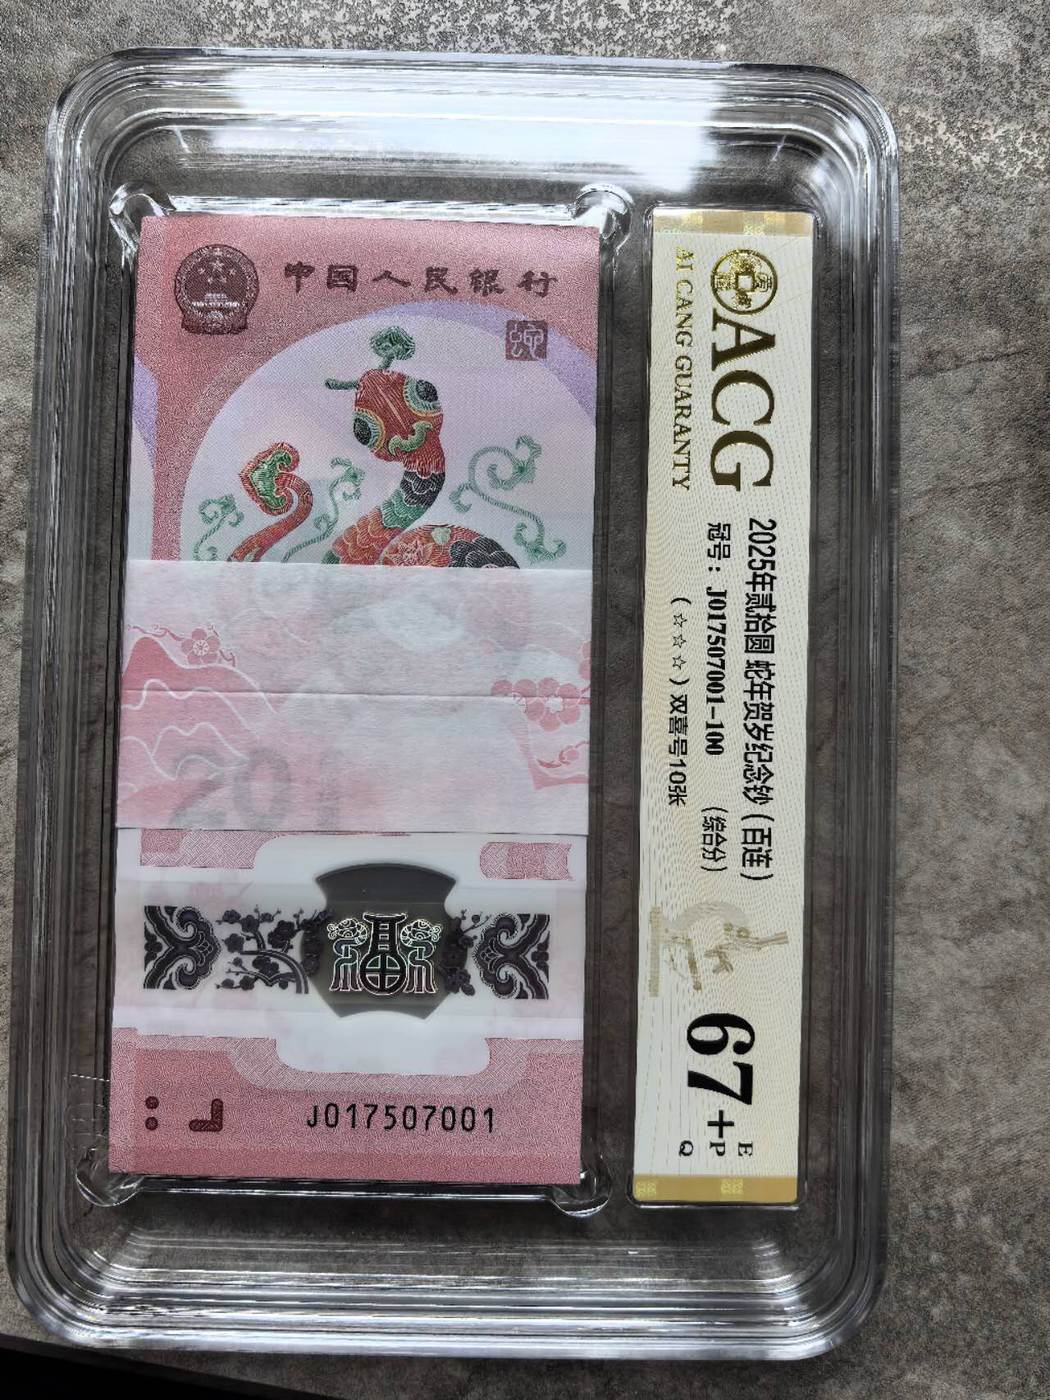 中国人民银行
J017507001
ACG
AI CANG GUARANTY
2025年贰拾圆 蛇年贺岁纪念钞（百连）
冠号：J017507001-100 （综合分）
（☆☆☆）双喜号10张
67+
E
P
Q